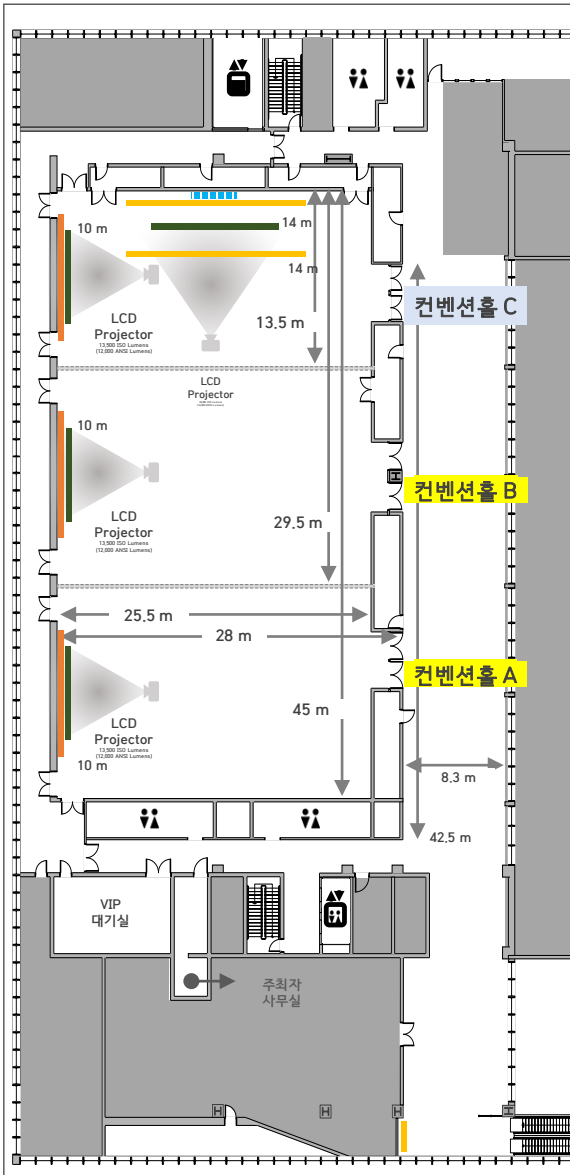 10 m
14 m
14 m
LCD
Projector
13,500 ISO Lumens
(12,000 ANSI Lumens)
13.5 m
컨벤션홀 C
LCD
Projector
10 m
LCD
Projector
13,500 ISO Lumens
(12,000 ANSI Lumens)
H
컨벤션홀 B
29.5 m
25.5 m
28 m
컨벤션홀 A
45 m
LCD
Projector
13,500 ISO Lumens
(12,000 ANSI Lumens)
10 m
8.3 m
42.5 m
VIP
대기실
주최자
사무실
H
H
H
H